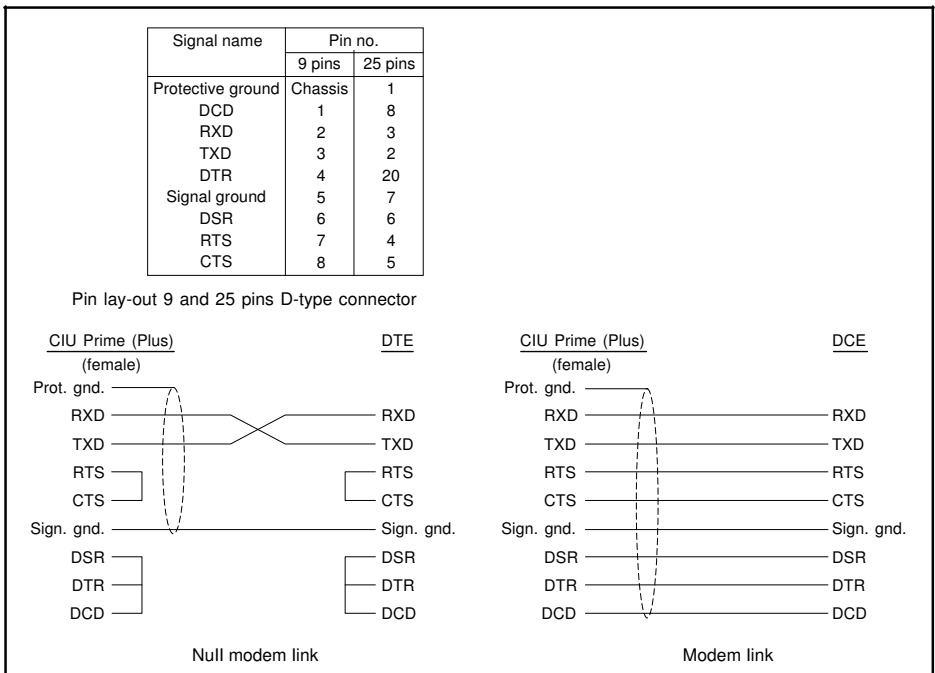 Signal name Pin no.
9 pins 25 pins
Protective ground Chassis 1
DCD 1 8
RXD 2 3
TXD 3 2
DTR 4 20
Signal ground 5 7
DSR 6 6
RTS 7 4
CTS 8 5
Pin lay-out 9 and 25 pins D-type connector
CIU Prime (Plus) DTE
(female)
Prot. gnd.
RXD RXD
TXD TXD
RTS RTS
CTS CTS
Sign. gnd. Sign. gnd.
DSR DSR
DTR DTR
DCD DCD
Null modem link
CIU Prime (Plus) DCE
(female)
Prot. gnd.
RXD RXD
TXD TXD
RTS RTS
CTS CTS
Sign. gnd. Sign. gnd.
DSR DSR
DTR DTR
DCD DCD
Modem link